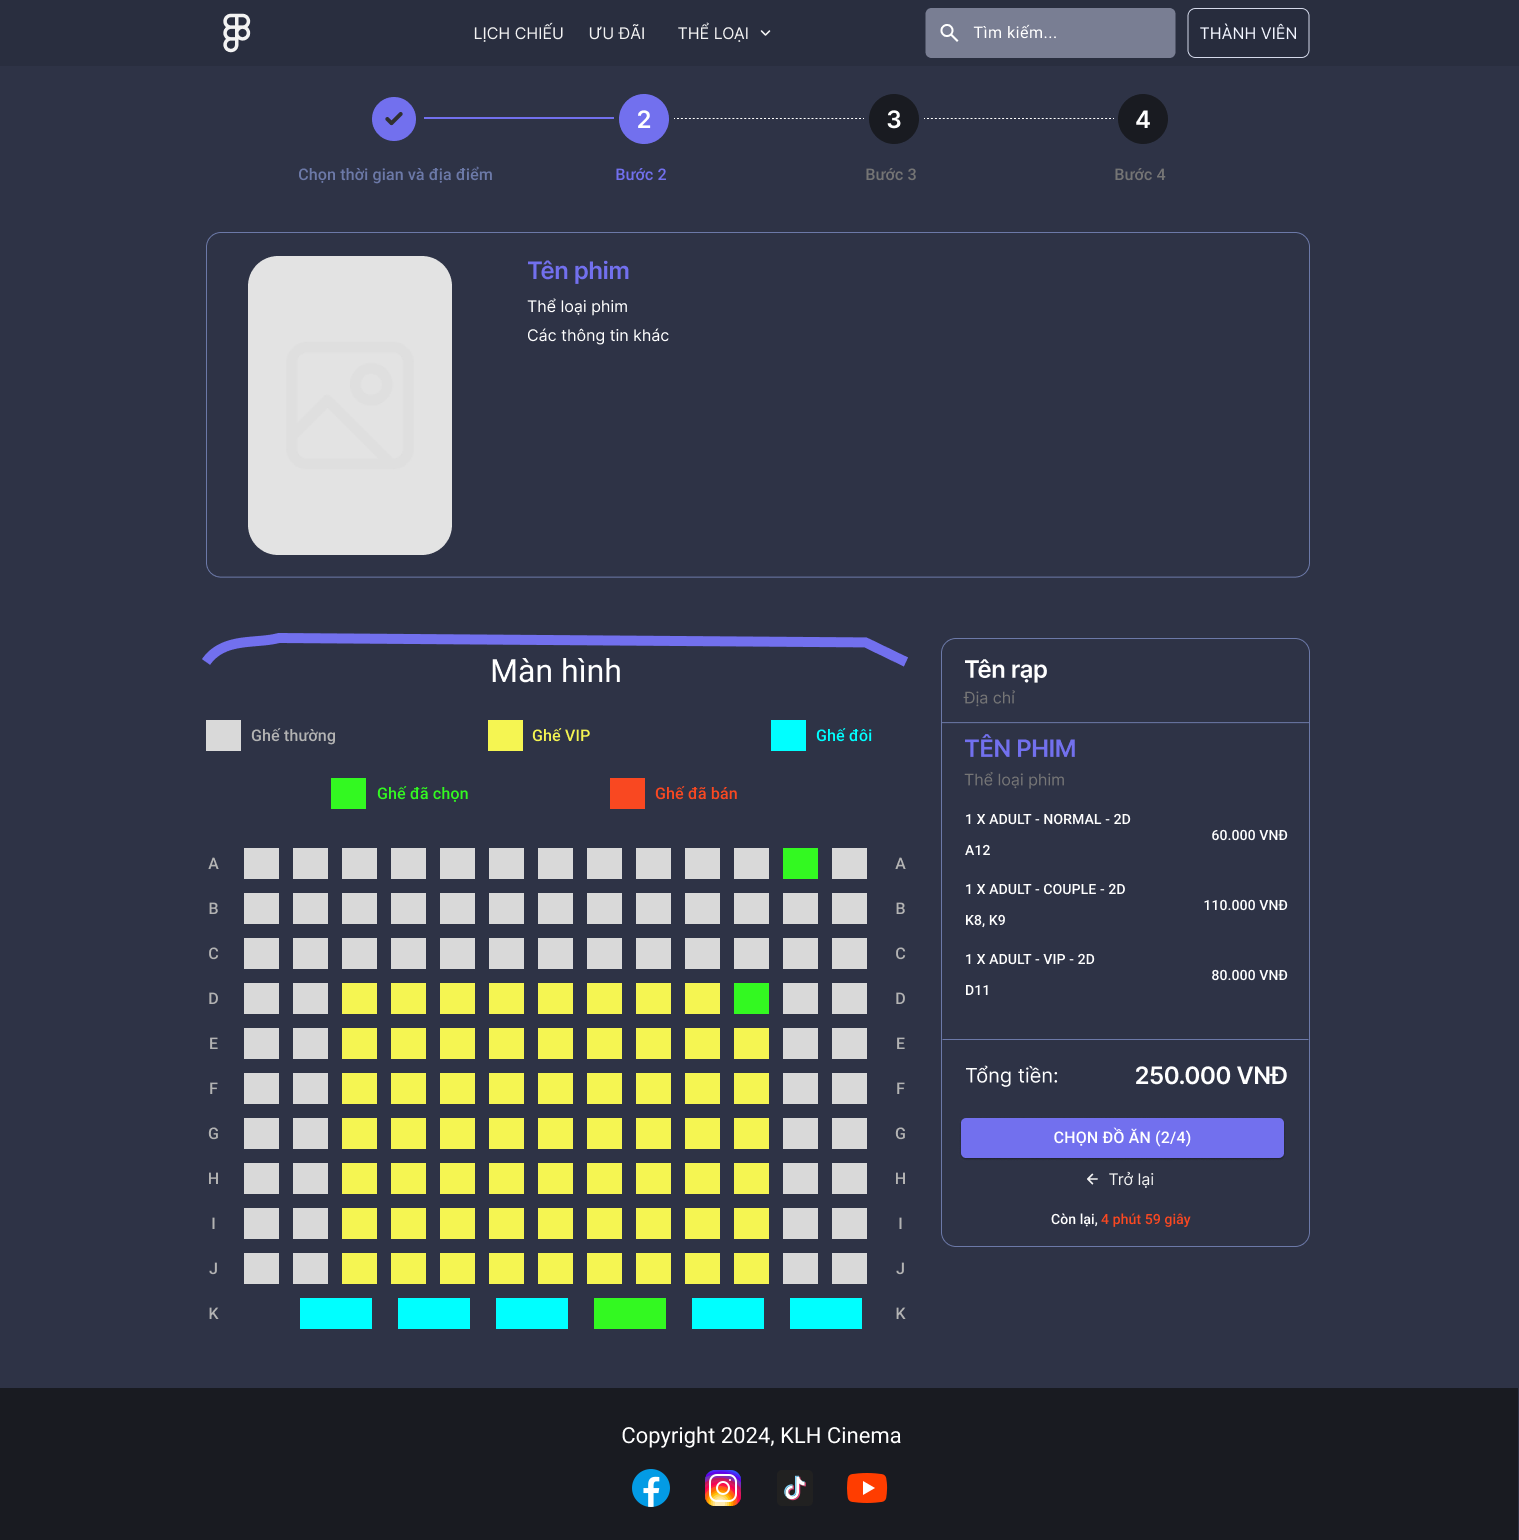 LỊCH CHIẾU ƯU ĐÃI THỂ LOẠI Tìm kiếm... THÀNH VIÊN
2 3 4
Chọn thời gian và địa điểm Bước 2 Bước 3 Bước 4
Tên phim
Thể loại phim
Các thông tin khác
Màn hình
Ghế thường Ghế VIP Ghế đôi
Ghế đã chọn Ghế đã bán
A A
B B
C C
D D
E E
F F
G G
H H
I I
J J
K K
Tên rạp
Địa chỉ
TÊN PHIM
Thể loại phim
1 X ADULT - NORMAL - 2D
A12
60.000 VNĐ
1 X ADULT - COUPLE - 2D
K8, K9
110.000 VNĐ
1 X ADULT - VIP - 2D
D11
80.000 VNĐ
Tổng tiền: 250.000 VNĐ
CHỌN ĐỒ ĂN (2/4)
Trở lại
Còn lại, 4 phút 59 giây
Copyright 2024, KLH Cinema